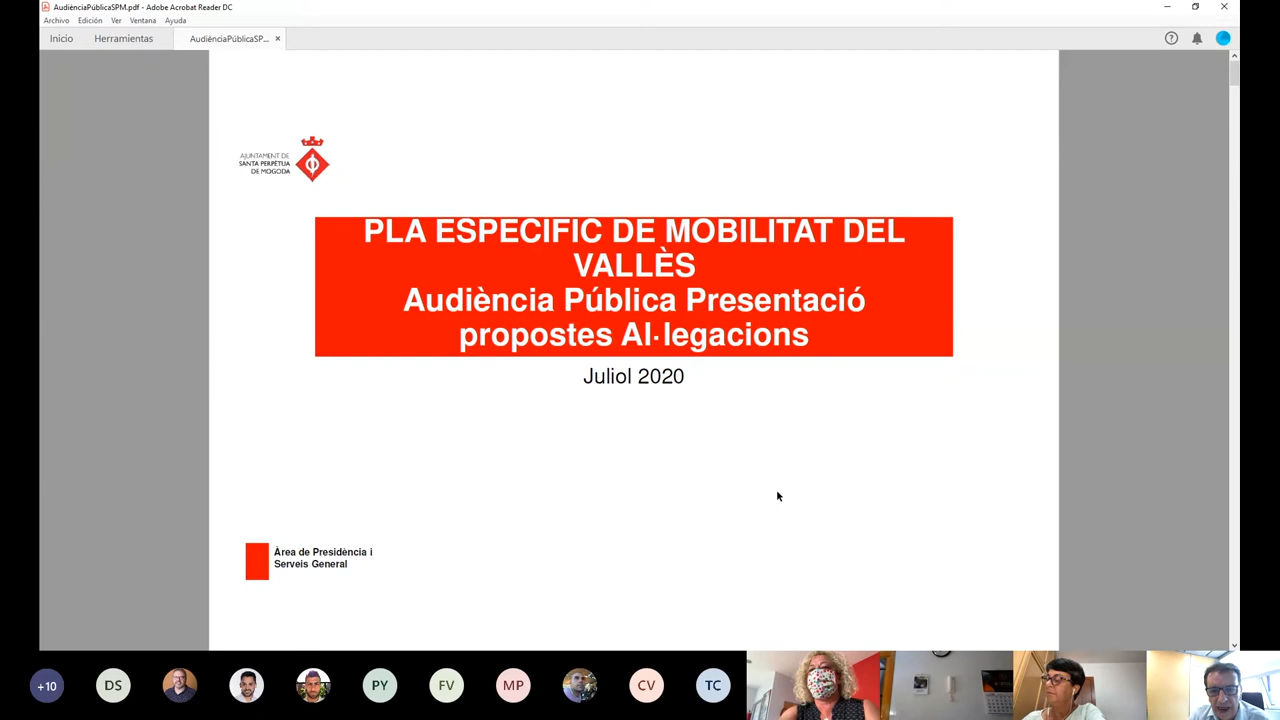 AudiènciaPúblicaSPM.pdf - Adobe Acrobat Reader DC
Archivo Edición Ver Ventana Ayuda
Inicio Herramientas AudiènciaPúblicaSP... ×
AJUNTAMENT DE
SANTA PERPÈTUA
DE MOGODA
PLA ESPECIFIC DE MOBILITAT DEL
VALLÈS
Audiència Pública Presentació
propostes Al·legacions
Juliol 2020
Àrea de Presidència i
Serveis General
+10 DS PY FV MP CV TC